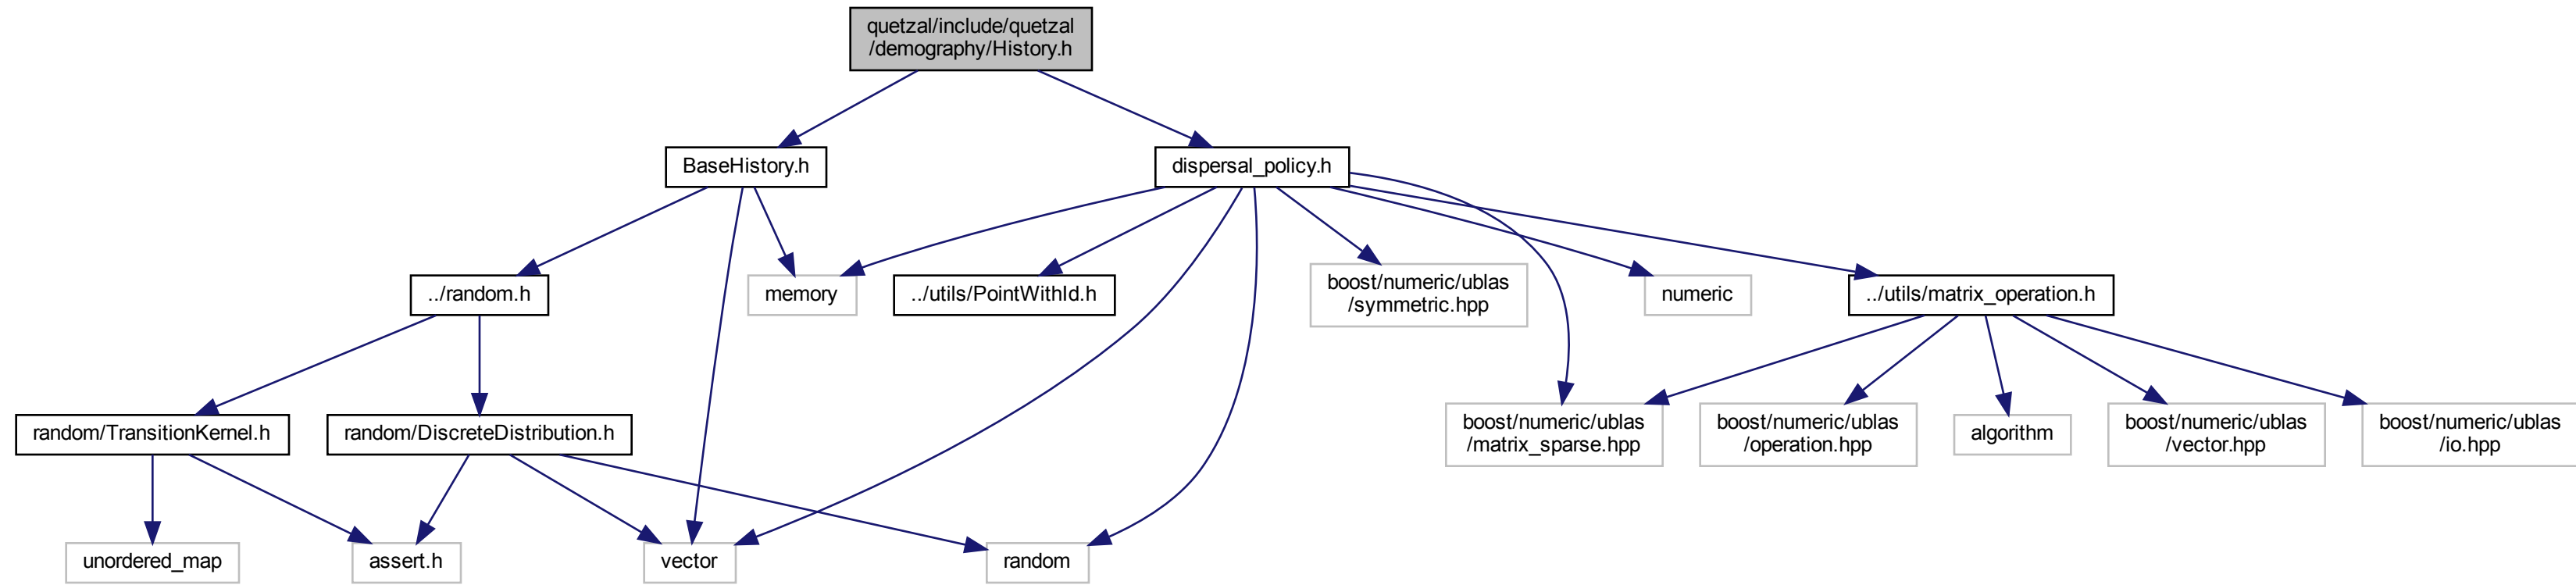 quetzal/include/quetzal
/demography/History.h
BaseHistory.h
dispersal_policy.h
../random.h
memory
../utils/PointWithId.h
boost/numeric/ublas
/symmetric.hpp
numeric
../utils/matrix_operation.h
random/TransitionKernel.h
random/DiscreteDistribution.h
boost/numeric/ublas
/matrix_sparse.hpp
boost/numeric/ublas
/operation.hpp
algorithm
boost/numeric/ublas
/vector.hpp
boost/numeric/ublas
/io.hpp
unordered_map
assert.h
vector
random